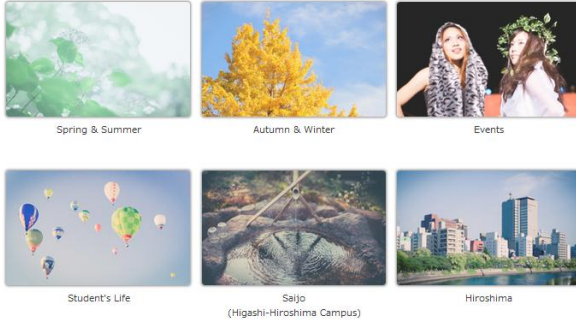 Spring & Summer
Autumn & Winter
Events
Student's Life
Saijo
(Higashi-Hiroshima Campus)
Hiroshima